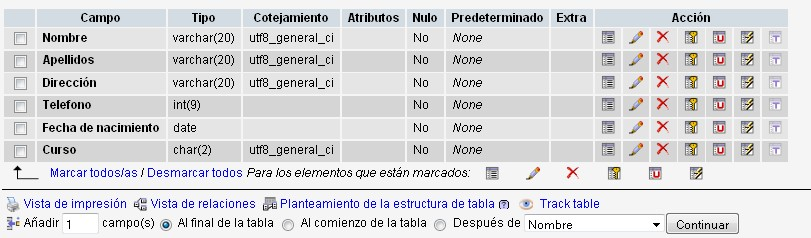 Campo Tipo Cotejamiento Atributos Nulo Predeterminado Extra Acción
Nombre varchar(20) utf8_general_ci No None
Apellidos varchar(20) utf8_general_ci No None
Dirección varchar(20) utf8_general_ci No None
Telefono int(9) No None
Fecha de nacimiento date No None
Curso char(2) utf8_general_ci No None
Marcar todos/as / Desmarcar todos Para los elementos que están marcados:
Vista de impresión Vista de relaciones Planteamiento de la estructura de tabla Track table
Añadir 1 campo(s) Al final de la tabla Al comienzo de la tabla Después de Nombre Continuar